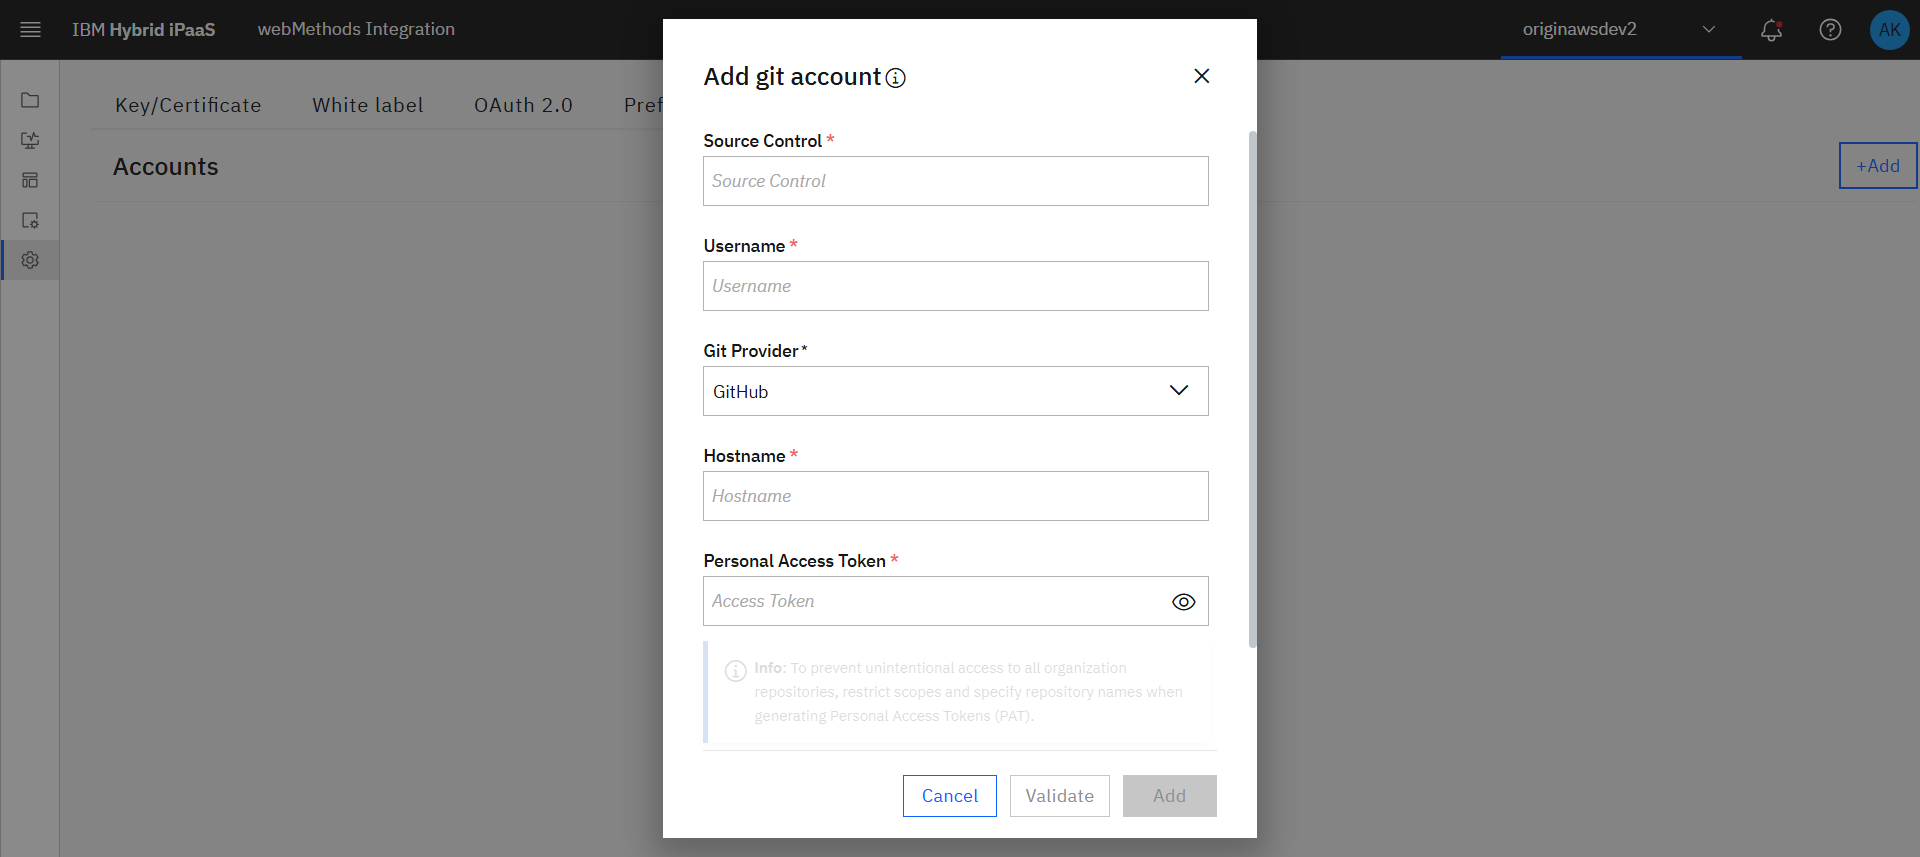 IBM Hybrid iPaaS
webMethods Integration
originawsdev2
AK
Key/Certificate
White label
OAuth 2.0
Pref
Accounts
+Add
Add git account
Source Control *
Source Control
Username *
Username
Git Provider*
GitHub
Hostname *
Hostname
Personal Access Token *
Access Token
Info: To prevent unintentional access to all organization
repositories, restrict scopes and specify repository names when
generating Personal Access Tokens (PAT).
Cancel
Validate
Add